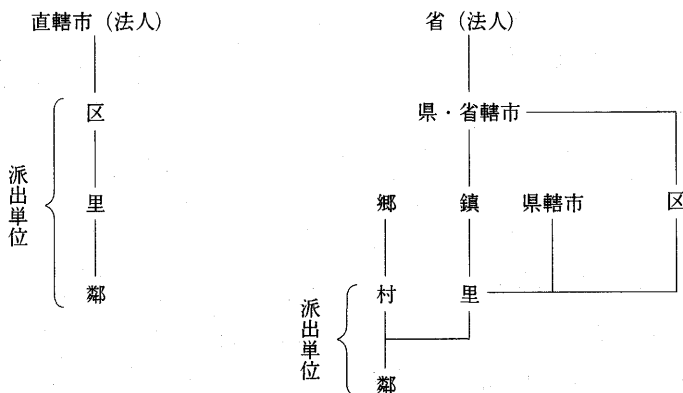 直轄市（法人）
区
里
鄰
派出単位
省（法人）
県・省轄市
郷 鎮 県轄市 区
村 里
鄰
派出単位